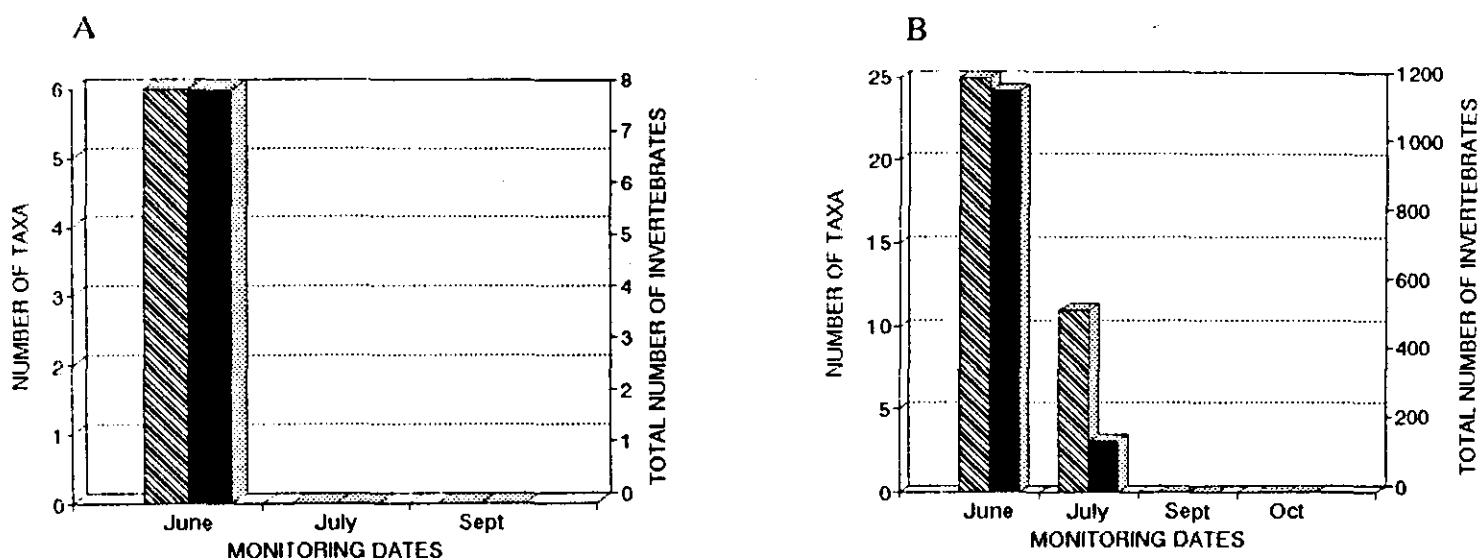 A
NUMBER OF TAXA
6
5
4
3
2
1
0
8
7
6
5
4
3
2
1
0
TOTAL NUMBER OF INVERTEBRATES
June July Sept
MONITORING DATES
B
NUMBER OF TAXA
25
20
15
10
5
0
1200
1000
800
600
400
200
0
TOTAL NUMBER OF INVERTEBRATES
June July Sept Oct
MONITORING DATES